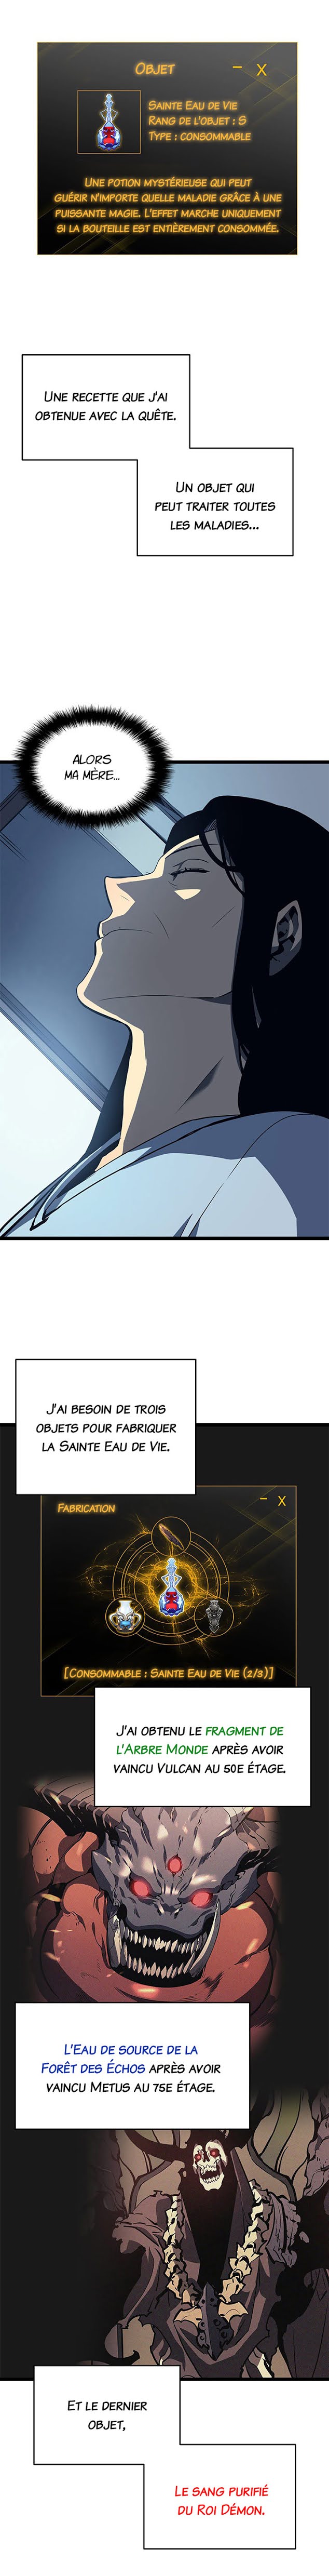 OBJET
– X
SAINTE EAU DE VIE
RANG DE L'OBJET : S
TYPE : CONSOMMABLE
UNE POTION MYSTÉRIEUSE QUI PEUT
GUÉRIR N'IMPORTE QUELLE MALADIE GRÂCE À UNE
PUISSANTE MAGIE. L'EFFET MARCHE UNIQUEMENT
SI LA BOUTEILLE EST ENTIÈREMENT CONSOMMÉE.
UNE RECETTE QUE J'AI
OBTENUE AVEC LA QUÊTE.
UN OBJET QUI
PEUT TRAITER TOUTES
LES MALADIES...
ALORS
MA MÈRE...
J'AI BESOIN DE TROIS
OBJETS POUR FABRIQUER
LA SAINTE EAU DE VIE.
FABRICATION
– X
[CONSOMMABLE : SAINTE EAU DE VIE (2/3)]
J'AI OBTENU LE FRAGMENT DE
L'ARBRE MONDE APRÈS AVOIR
VAINCU VULCAN AU 50E ÉTAGE.
L'EAU DE SOURCE DE LA
FORÊT DES ÉCHOS APRÈS AVOIR
VAINCU METUS AU 75E ÉTAGE.
ET LE DERNIER
OBJET,
LE SANG PURIFIÉ
DU ROI DÉMON.